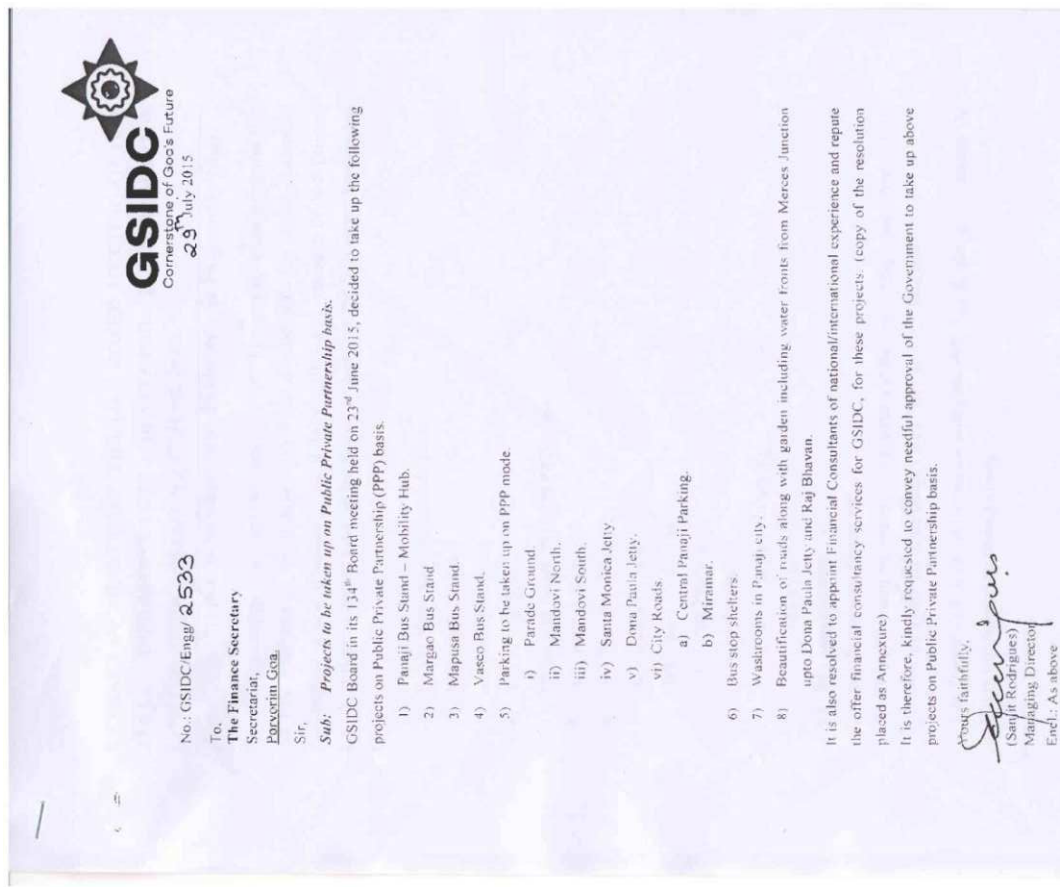 GSIDC
Cornerstone of Goa's Future
29th July 2015
No.: GSIDC/Engg/ 2533
To,
The Finance Secretary
Secretariat,
Porvorim Goa.
Sir,
Sub: Projects to be taken up on Public Private Partnership basis.
GSIDC Board in its 134th Board meeting held on 23rd June 2015, decided to take up the following
projects on Public Private Partnership (PPP) basis.
1) Panaji Bus Stand – Mobility Hub.
2) Margao Bus Stand
3) Mapusa Bus Stand.
4) Vasco Bus Stand.
5) Parking to be taken up on PPP mode.
i) Parade Ground.
ii) Mandovi North.
iii) Mandovi South.
iv) Santa Monica Jetty
v) Dona Paula Jetty.
vi) City Roads
a) Central Panaji Parking.
b) Miramar.
6) Bus stop shelters.
7) Washrooms in Panaji city.
8) Beautification of roads along with garden including water fronts from Merces Junction
upto Dona Paula Jetty and Raj Bhavan.
It is also resolved to appoint Financial Consultants of national/international experience and repute
the offer financial consultancy services for GSIDC, for these projects. (copy of the resolution
placed as Annexure)
It is therefore, kindly requested to convey needful approval of the Government to take up above
projects on Public Private Partnership basis.
Yours faithfully,
(Sanjit Rodrigues)
Managing Director
Encl.: As above